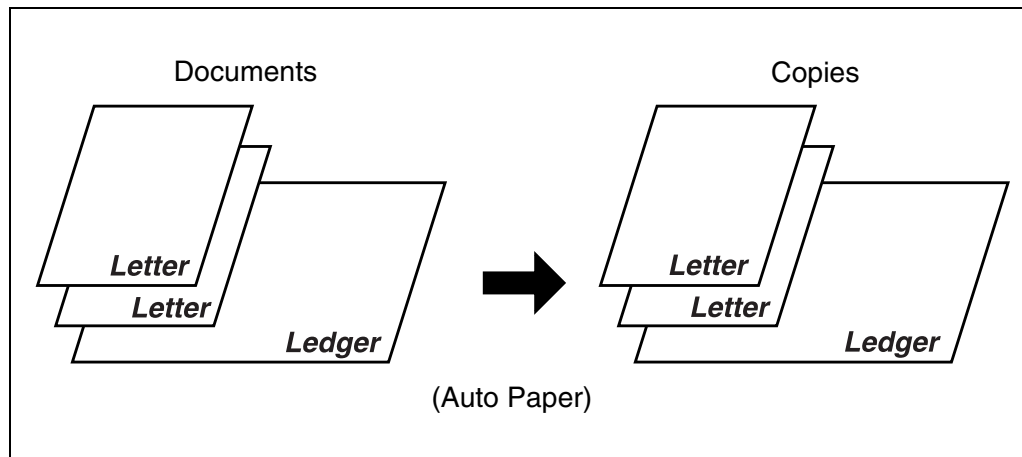 Documents
Copies
Letter
Letter
Ledger
Letter
Letter
Ledger
(Auto Paper)